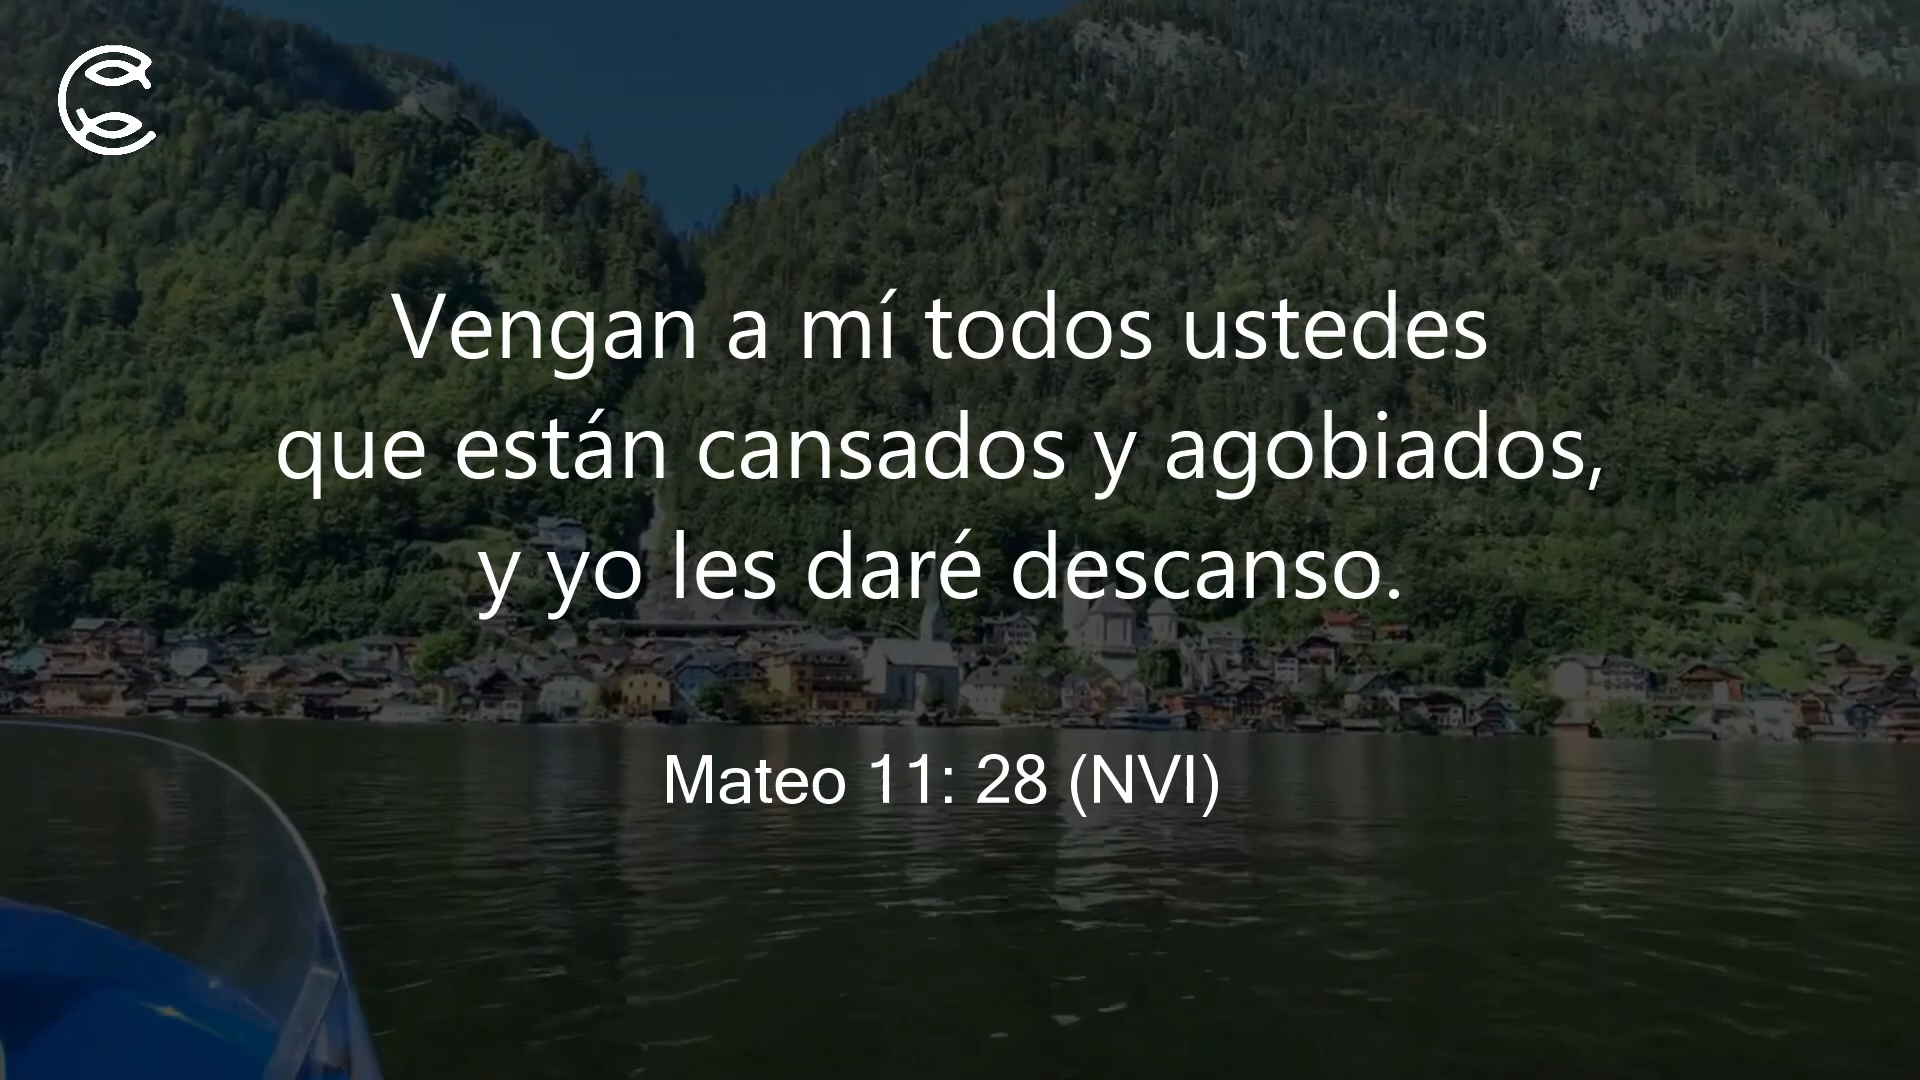 Vengan a mí todos ustedes
que están cansados y agobiados,
y yo les daré descanso.
Mateo 11: 28 (NVI)